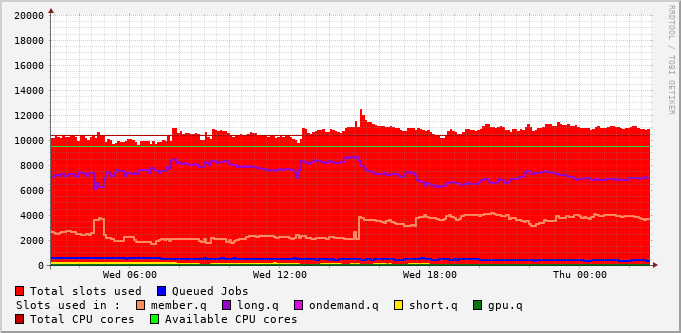 20000
18000
16000
14000
12000
10000
8000
6000
4000
2000
0
Wed 06:00 Wed 12:00 Wed 18:00 Thu 00:00
RRDTOOL / TOBI OETIKER
Total slots used Queued Jobs
Slots used in : member.q long.q ondemand.q short.q gpu.q
Total CPU cores Available CPU cores